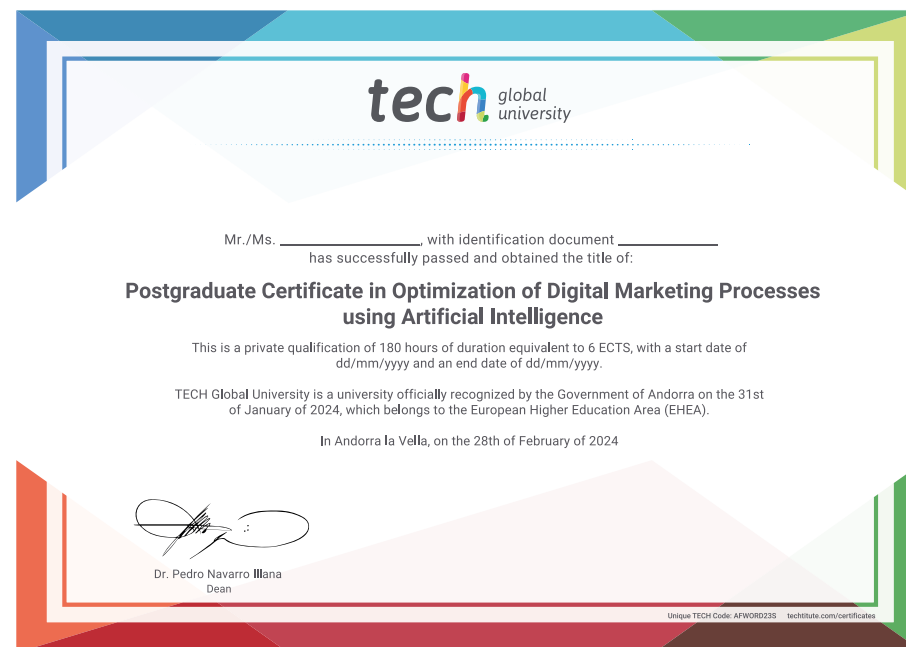 tech global
university
Mr./Ms. ____________, with identification document ____________
has successfully passed and obtained the title of:
Postgraduate Certificate in Optimization of Digital Marketing Processes
using Artificial Intelligence
This is a private qualification of 180 hours of duration equivalent to 6 ECTS, with a start date of
dd/mm/yyyy and an end date of dd/mm/yyyy.
TECH Global University is a university officially recognized by the Government of Andorra on the 31st
of January of 2024, which belongs to the European Higher Education Area (EHEA).
In Andorra la Vella, on the 28th of February of 2024
Dr. Pedro Navarro Illana
Dean
Unique TECH Code: AFWORD23S techtitute.com/certificates